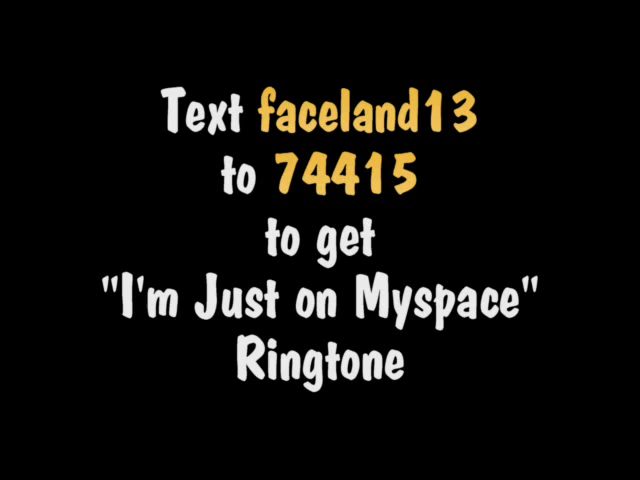 Text faceland13
to 74415
to get
"I'm Just on Myspace"
Ringtone